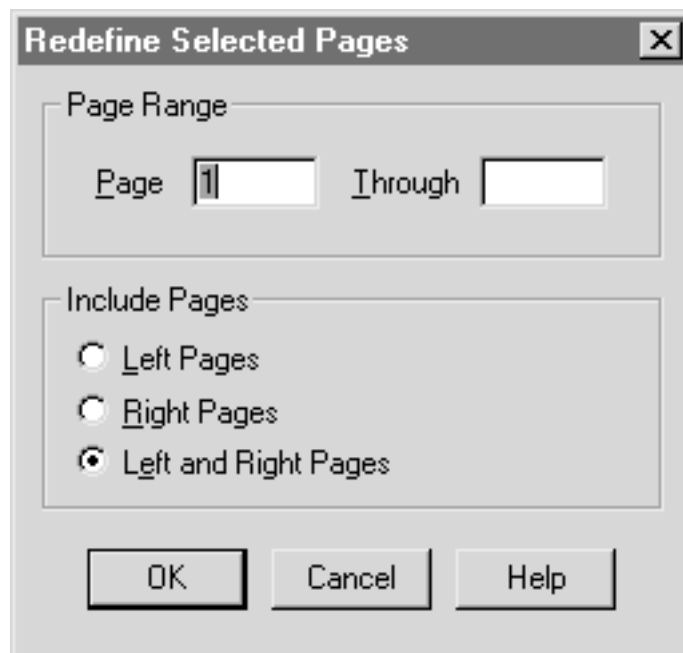 Redefine Selected Pages
Page Range
Page 1 Through
Include Pages
Left Pages
Right Pages
Left and Right Pages
OK Cancel Help